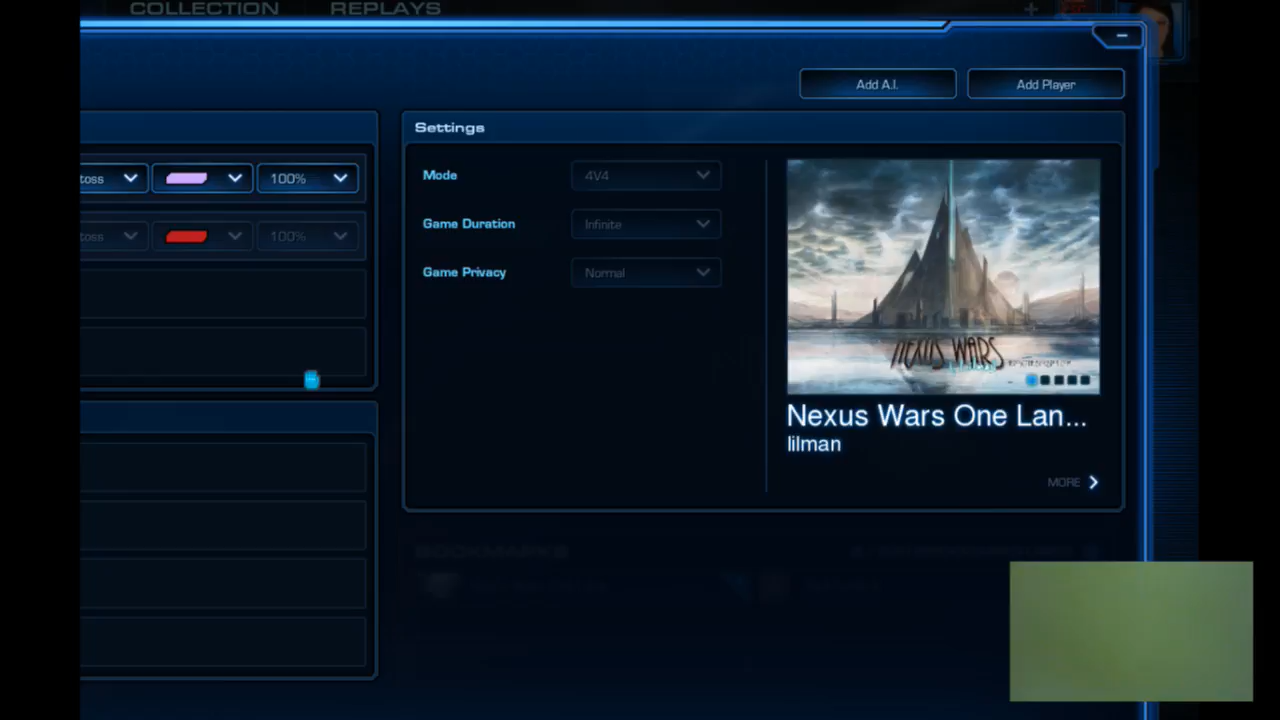 COLLECTION REPLAYS
Add A.I. Add Player
Settings
toss 100%
Mode 4V4
toss 100%
Game Duration Infinite
Game Privacy Normal
NEXUS WARS
Nexus Wars One Lan...
lilman
MORE